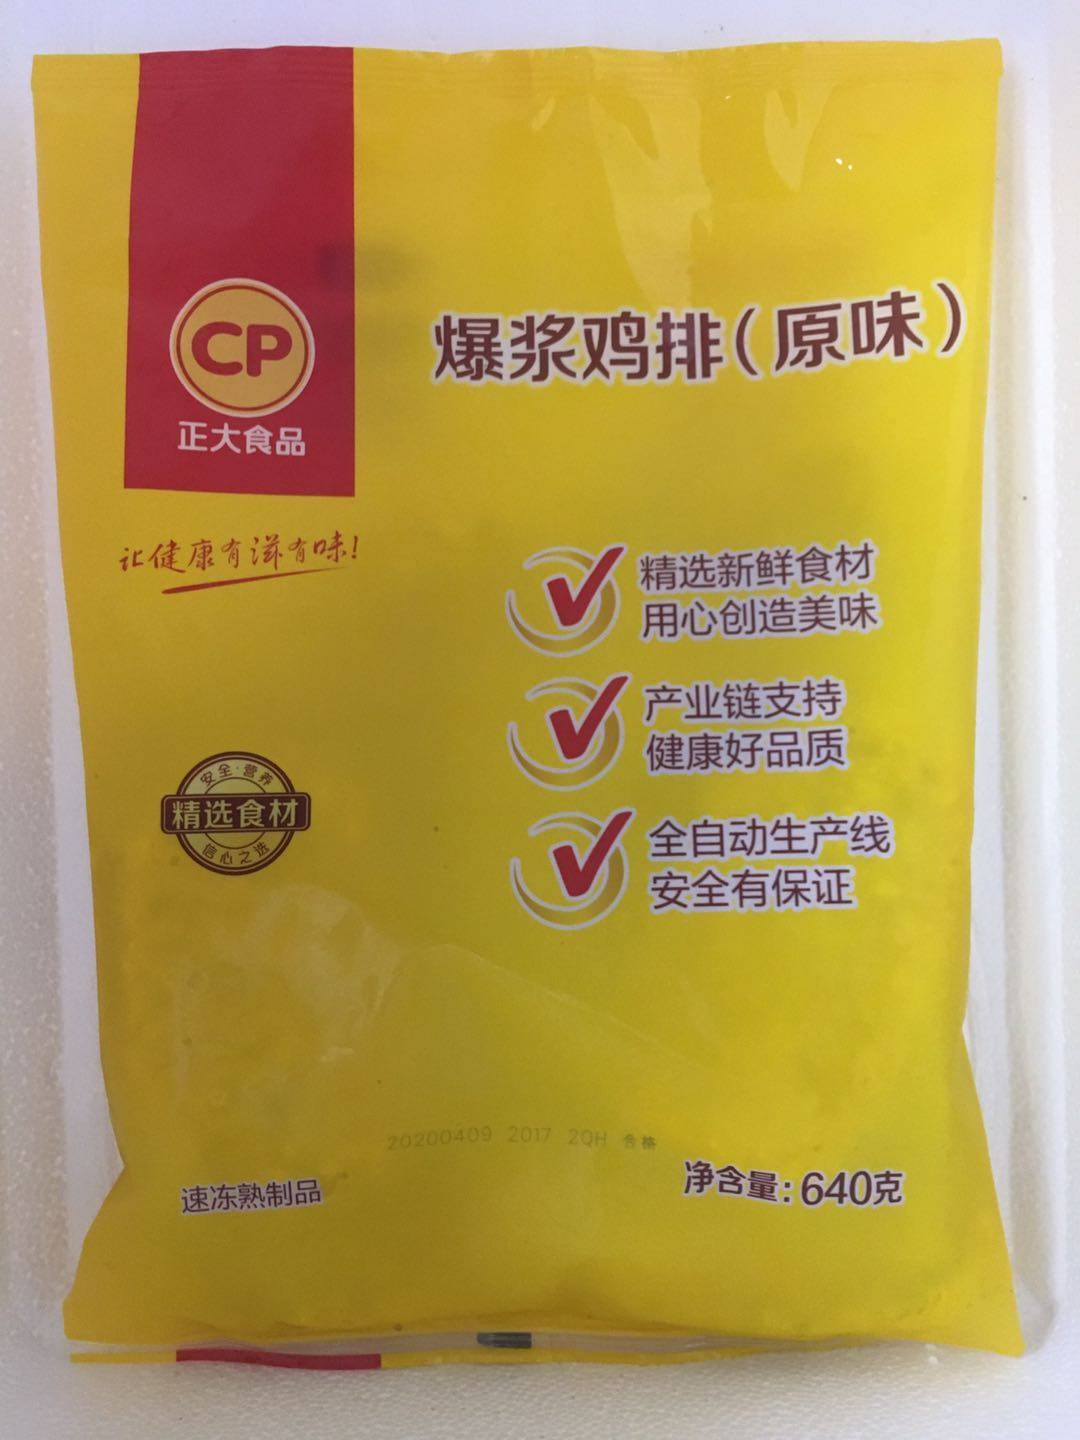 CP
正大食品
爆浆鸡排(原味)
让健康有滋有味!
精选新鲜食材
用心创造美味
产业链支持
健康好品质
安全·营养
精选食材
信心之选
全自动生产线
安全有保证
20200409 2017 2QH 合格
速冻熟制品
净含量:640克